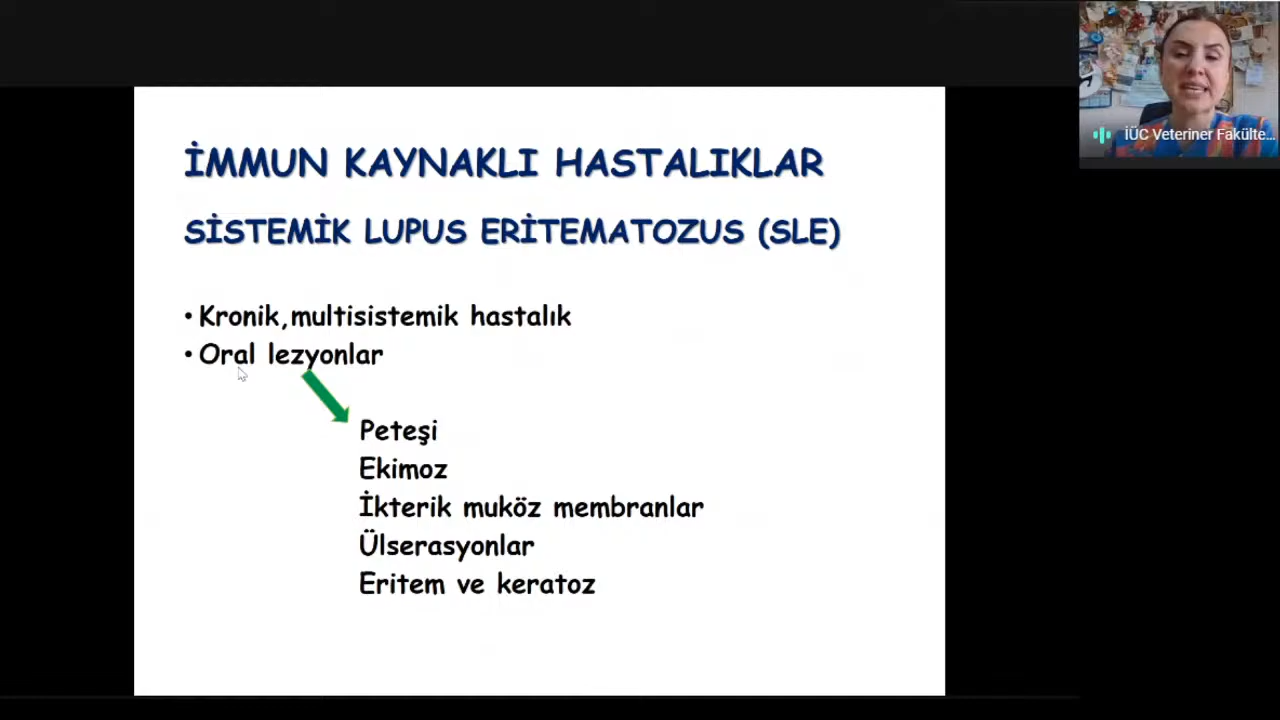 İMMUN KAYNAKLI HASTALIKLAR
SİSTEMİK LUPUS ERİTEMATOZUS (SLE)
• Kronik,multisistemik hastalık
• Oral lezyonlar
Peteşi
Ekimoz
İkterik muköz membranlar
Ülserasyonlar
Eritem ve keratoz
İÜC Veteriner Fakülte...